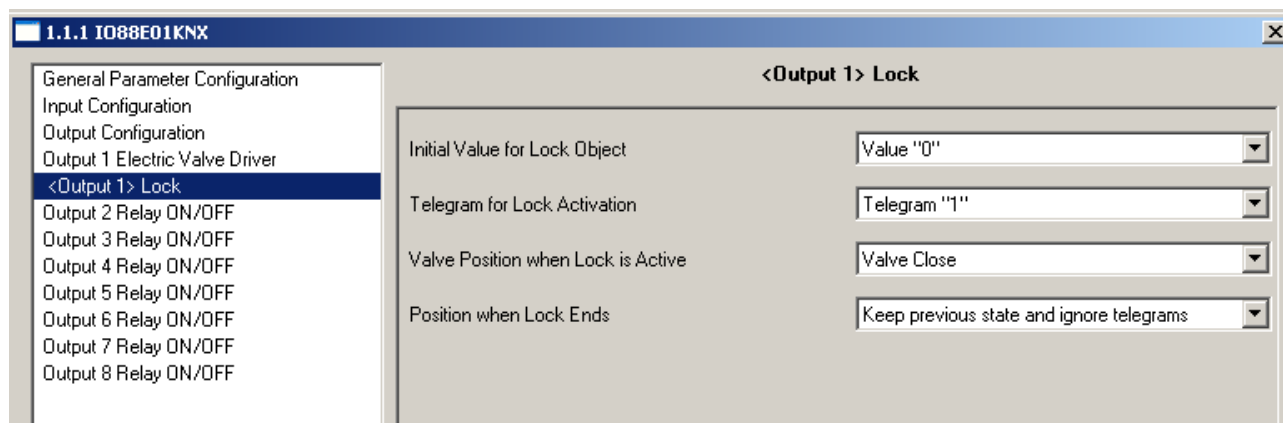 1.1.1 IO88E01KNX
General Parameter Configuration
Input Configuration
Output Configuration
Output 1 Electric Valve Driver
<Output 1> Lock
Output 2 Relay ON/OFF
Output 3 Relay ON/OFF
Output 4 Relay ON/OFF
Output 5 Relay ON/OFF
Output 6 Relay ON/OFF
Output 7 Relay ON/OFF
Output 8 Relay ON/OFF
<Output 1> Lock
Initial Value for Lock Object Value "0"
Telegram for Lock Activation Telegram "1"
Valve Position when Lock is Active Valve Close
Position when Lock Ends Keep previous state and ignore telegrams